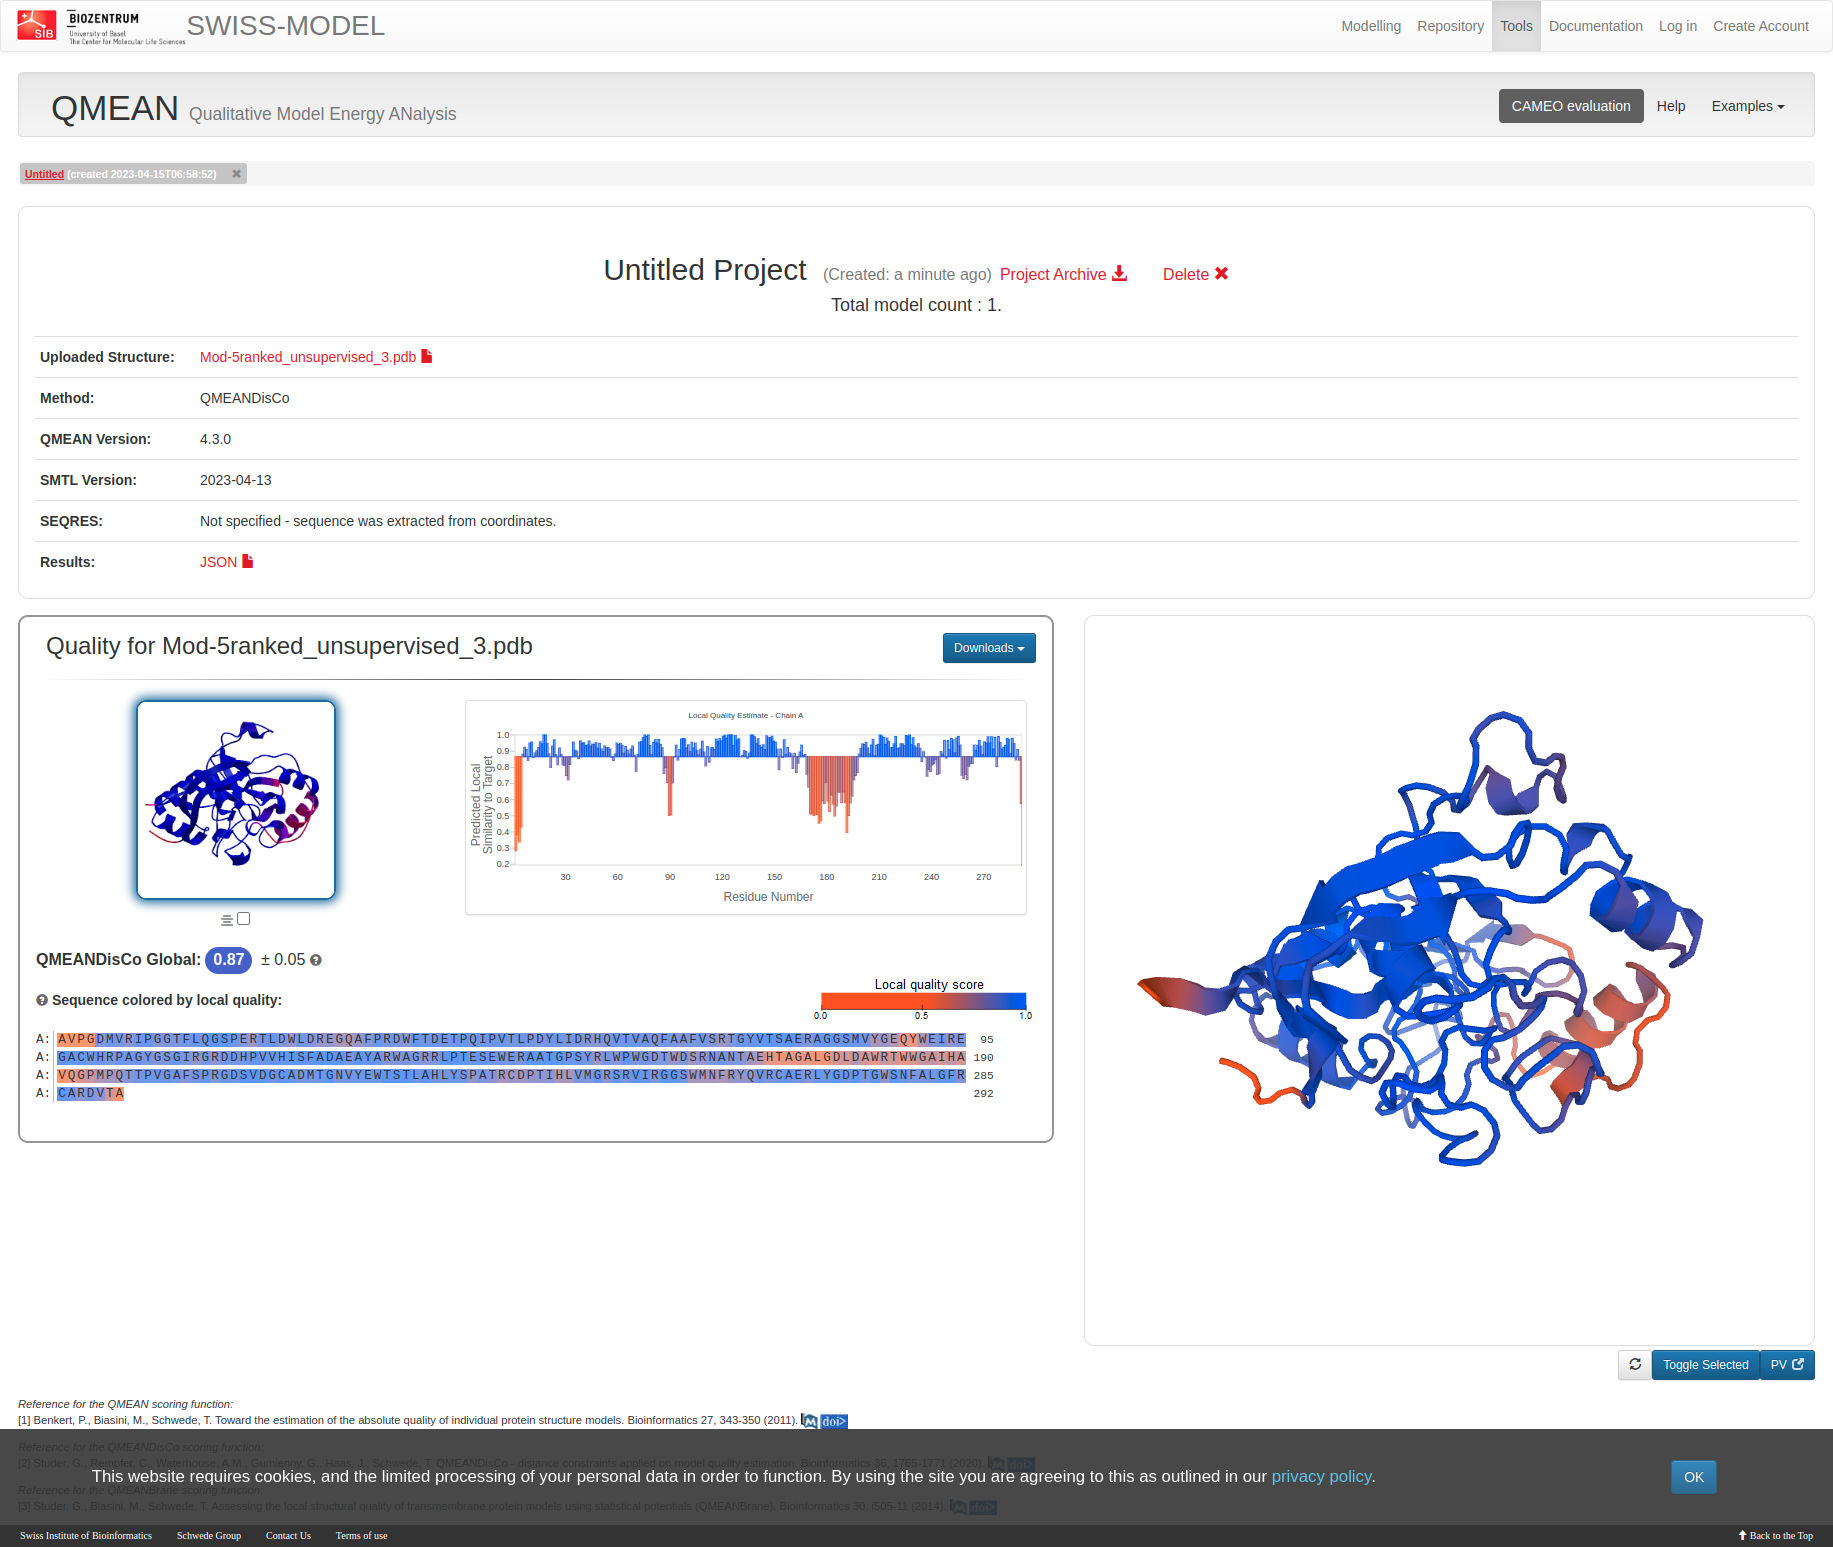 SIB BIOZENTRUM
University of Basel
The Center for Molecular Life Sciences
SWISS-MODEL
Modelling Repository Tools Documentation Log in Create Account
QMEAN Qualitative Model Energy ANalysis
CAMEO evaluation Help Examples
Untitled (created 2023-04-15T06:58:52)
Untitled Project (Created: a minute ago) Project Archive Delete
Total model count : 1.
Uploaded Structure: Mod-5ranked_unsupervised_3.pdb
Method: QMEANDisCo
QMEAN Version: 4.3.0
SMTL Version: 2023-04-13
SEQRES: Not specified - sequence was extracted from coordinates.
Results: JSON
Quality for Mod-5ranked_unsupervised_3.pdb
Downloads
Local Quality Estimate - Chain A
Predicted Local
Similarity to Target
1.0
0.9
0.8
0.7
0.6
0.5
0.4
0.3
0.2
30 60 90 120 150 180 210 240 270
Residue Number
QMEANDisCo Global: 0.87 ± 0.05
Sequence colored by local quality:
Local quality score
0.0 0.5 1.0
A: AVPGDMVRIPGGTFLQGSPERTLDWLDREGQAFPRDWFTDETPQIPVTLPDYLIDRHQVTVAQFAAFVSRTGYVTSAERAGGSMVYGEQYWEIRE 95
A: GACWHRPAGYGSGIRGRDDHPVVHISFADAEAYARWAGRRLPTESEWERAATGPSYRLWPWGDTWDSRNANTAEHTAGALGDLDAWRTWWGAIHA 190
A: VQGPMPQTTPVGAFSPRGDSVDGCADMTGNVYEWTSTLAHLYSPATRCDPTIHLVMGRSRVIRGGSWMNFRYQVRCAERLYGDPTGWSNFALGFR 285
A: CARDVTA 292
Toggle Selected PV
Reference for the QMEAN scoring function:
[1] Benkert, P., Biasini, M., Schwede, T. Toward the estimation of the absolute quality of individual protein structure models. Bioinformatics 27, 343-350 (2011). M doi>
Reference for the QMEANDisCo scoring function:
[2] Studer, G., Rempfer, C., Waterhouse, A.M., Gumienny, G., Haas, J., Schwede, T. QMEANDisCo - distance constraints applied on model quality estimation. Bioinformatics 36, 1765-1771 (2020). M doi>
This website requires cookies, and the limited processing of your personal data in order to function. By using the site you are agreeing to this as outlined in our privacy policy.
OK
Reference for the QMEANBrane scoring function:
[3] Studer, G., Biasini, M., Schwede, T. Assessing the local structural quality of transmembrane protein models using statistical potentials (QMEANBrane). Bioinformatics 30, i505-11 (2014). M doi>
Swiss Institute of Bioinformatics Schwede Group Contact Us Terms of use
Back to the Top